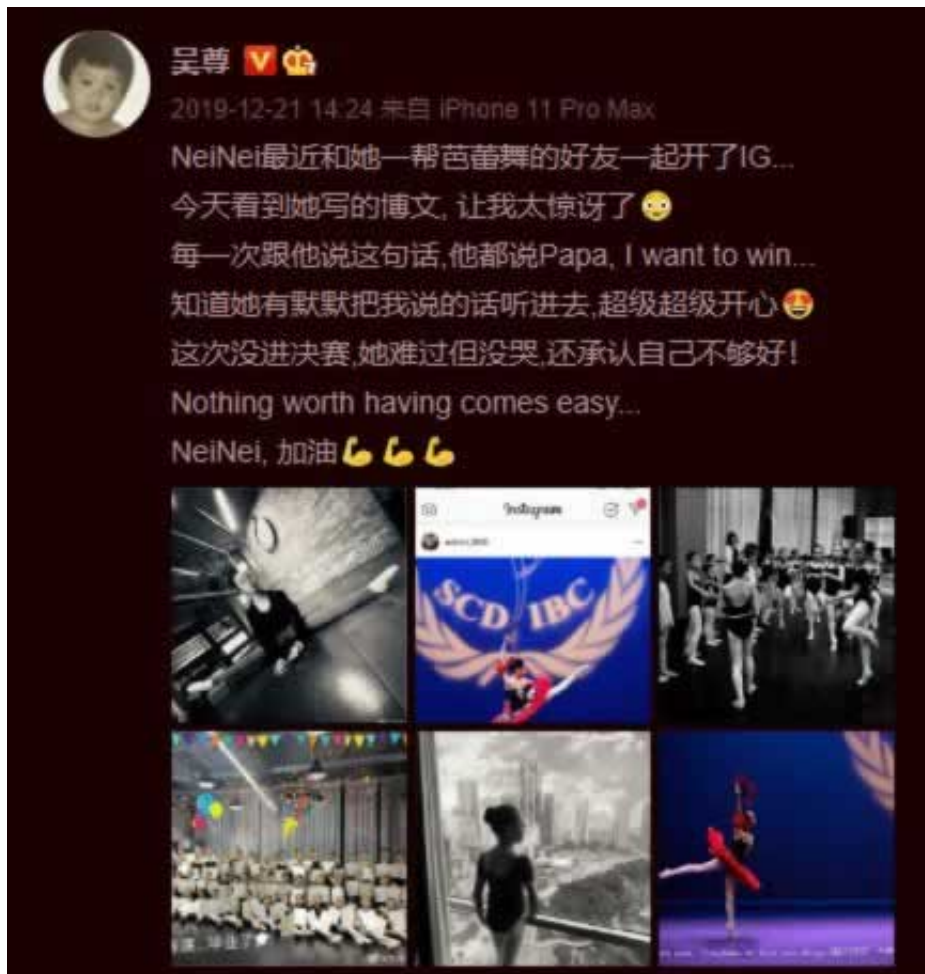 吴尊
2019-12-21 14:24 来自 iPhone 11 Pro Max
NeiNei最近和她一帮芭蕾舞的好友一起开了IG...
今天看到她写的博文, 让我太惊讶了😳
每一次跟他说这句话,他都说Papa, I want to win...
知道她有默默把我说的话听进去,超级超级开心🤩
这次没进决赛,她难过但没哭,还承认自己不够好!
Nothing worth having comes easy...
NeiNei, 加油💪💪💪
Instagram
SCD IBC